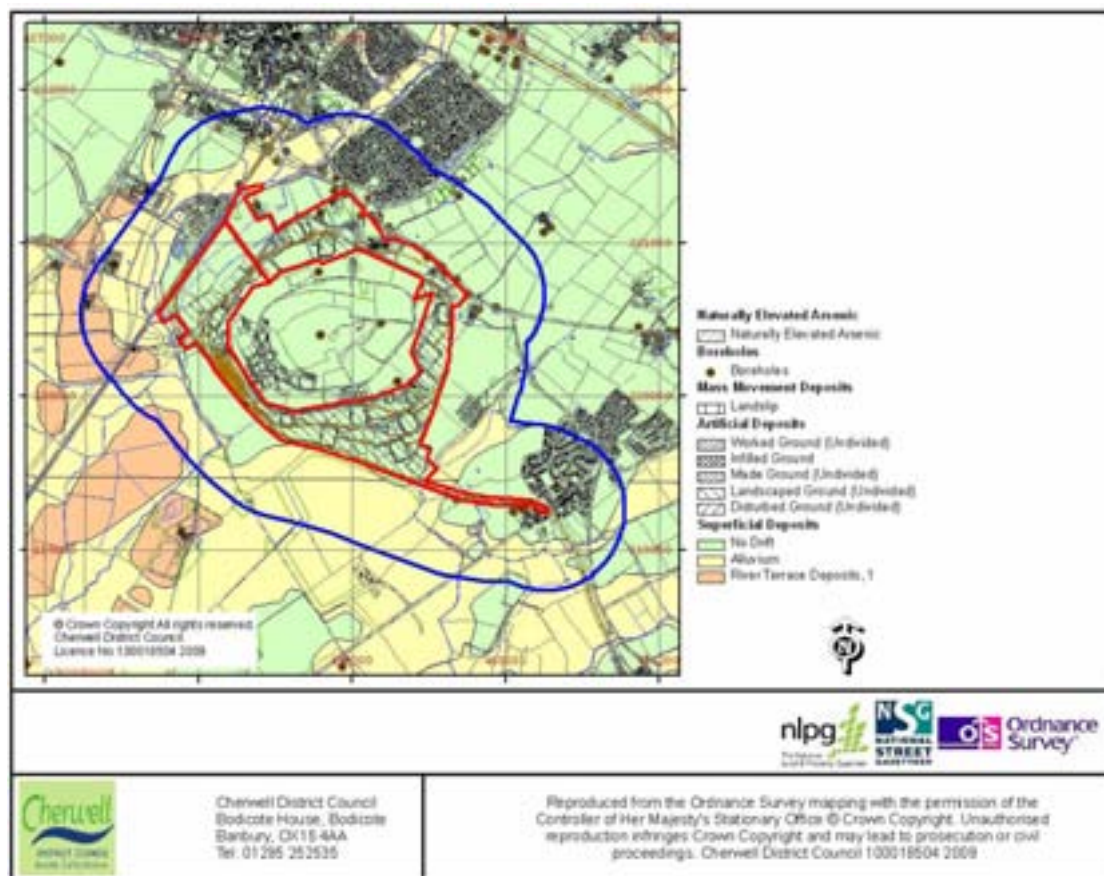 Naturally Elevated Arsenic
Naturally Elevated Arsenic
Boreholes
Boreholes
Mass Movement Deposits
Landslip
Artificial Deposits
Worked Ground (Undivided)
Infilled Ground
Made Ground (Undivided)
Landscaped Ground (Undivided)
Disturbed Ground (Undivided)
Superficial Deposits
No Drift
Alluvium
River Terrace Deposits, 1
© Crown Copyright All rights reserved.
Cherwell District Council
Licence No 100018504 2009
N
nlpg
NSG
NATIONAL
STREET
GAZETTEER
OS
Ordnance
Survey
Cherwell
DISTRICT COUNCIL
Cherwell District Council
Bodicote House, Bodicote
Banbury, OX15 4AA
Tel. 01295 252535
Reproduced from the Ordnance Survey mapping with the permission of the
Controller of Her Majesty's Stationary Office © Crown Copyright. Unauthorised
reproduction infringes Crown Copyright and may lead to prosecution or civil
proceedings. Cherwell District Council 100018504 2009